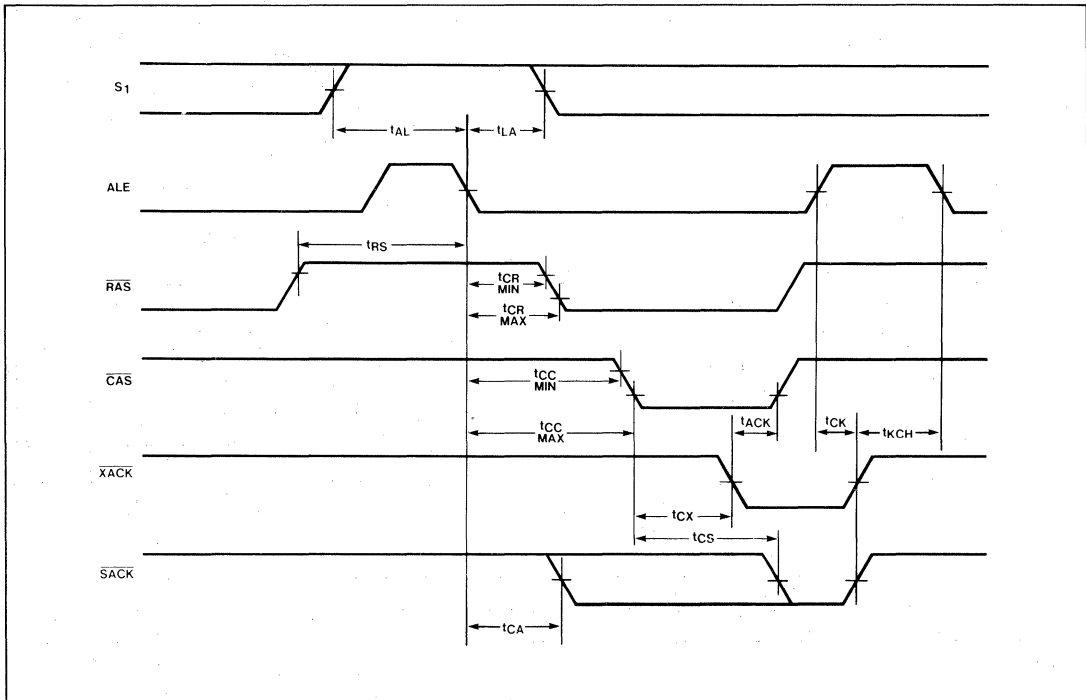 S1
tAL
tLA
ALE
tRS
RAS
tCR
MIN
tCR
MAX
CAS
tCC
MIN
tCC
MAX
tACK
tCK
tKCH
XACK
tCX
tCS
SACK
tCA